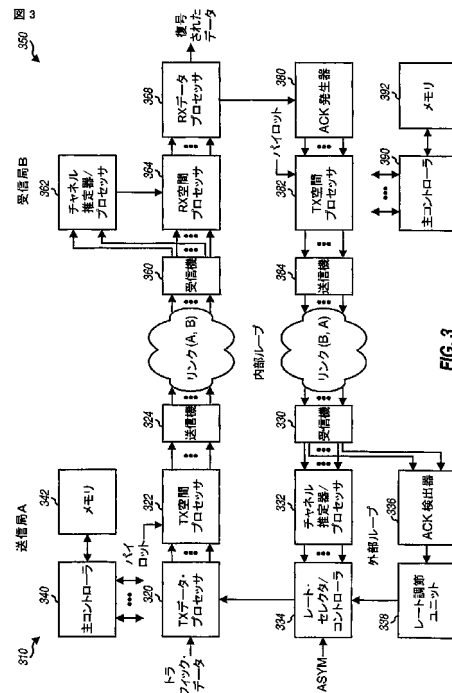 図 3
310
送信局A
340
主コントローラ
342
メモリ
パイ
ロット
トラ
フィック・
データ
320
TXデータ・
プロセッサ
322
TX空間
プロセッサ
324
送信機
リンク (A, B)
350
受信局B
362
チャネル
推定器/
プロセッサ
360
受信機
364
RX空間
プロセッサ
368
RXデータ
プロセッサ
復号
された
データ
内部ループ
ASYM
334
レート
セレクタ/
コントローラ
332
チャネル
推定器/
プロセッサ
330
受信機
リンク (B, A)
外部ループ
338
レート調節
ユニット
336
ACK 検出器
384
送信機
382
TX空間
プロセッサ
パイロット
380
ACK 発生器
390
主コントローラ
392
メモリ
FIG. 3